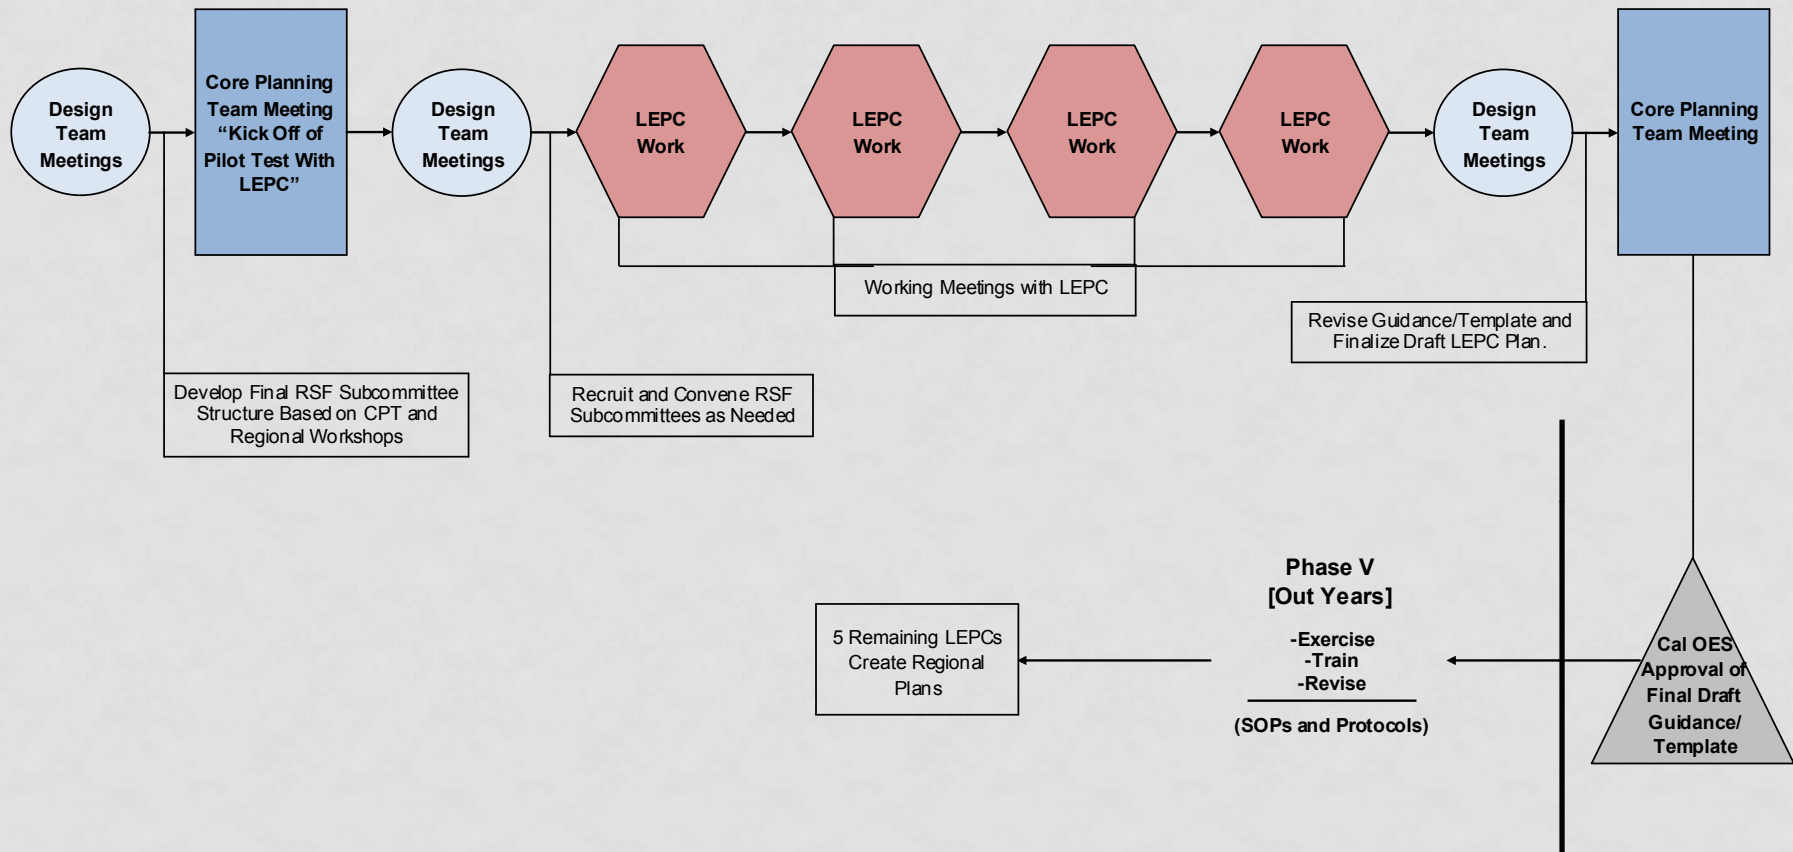 Design
Team
Meetings
Core Planning
Team Meeting
“Kick Off of
Pilot Test With
LEPC”
Design
Team
Meetings
LEPC
Work
LEPC
Work
LEPC
Work
LEPC
Work
Design
Team
Meetings
Core Planning
Team Meeting
Working Meetings with LEPC
Revise Guidance/Template and
Finalize Draft LEPC Plan.
Develop Final RSF Subcommittee
Structure Based on CPT and
Regional Workshops
Recruit and Convene RSF
Subcommittees as Needed
5 Remaining LEPCs
Create Regional
Plans
Phase V
[Out Years]
-Exercise
-Train
-Revise
(SOPs and Protocols)
Cal OES
Approval of
Final Draft
Guidance/
Template